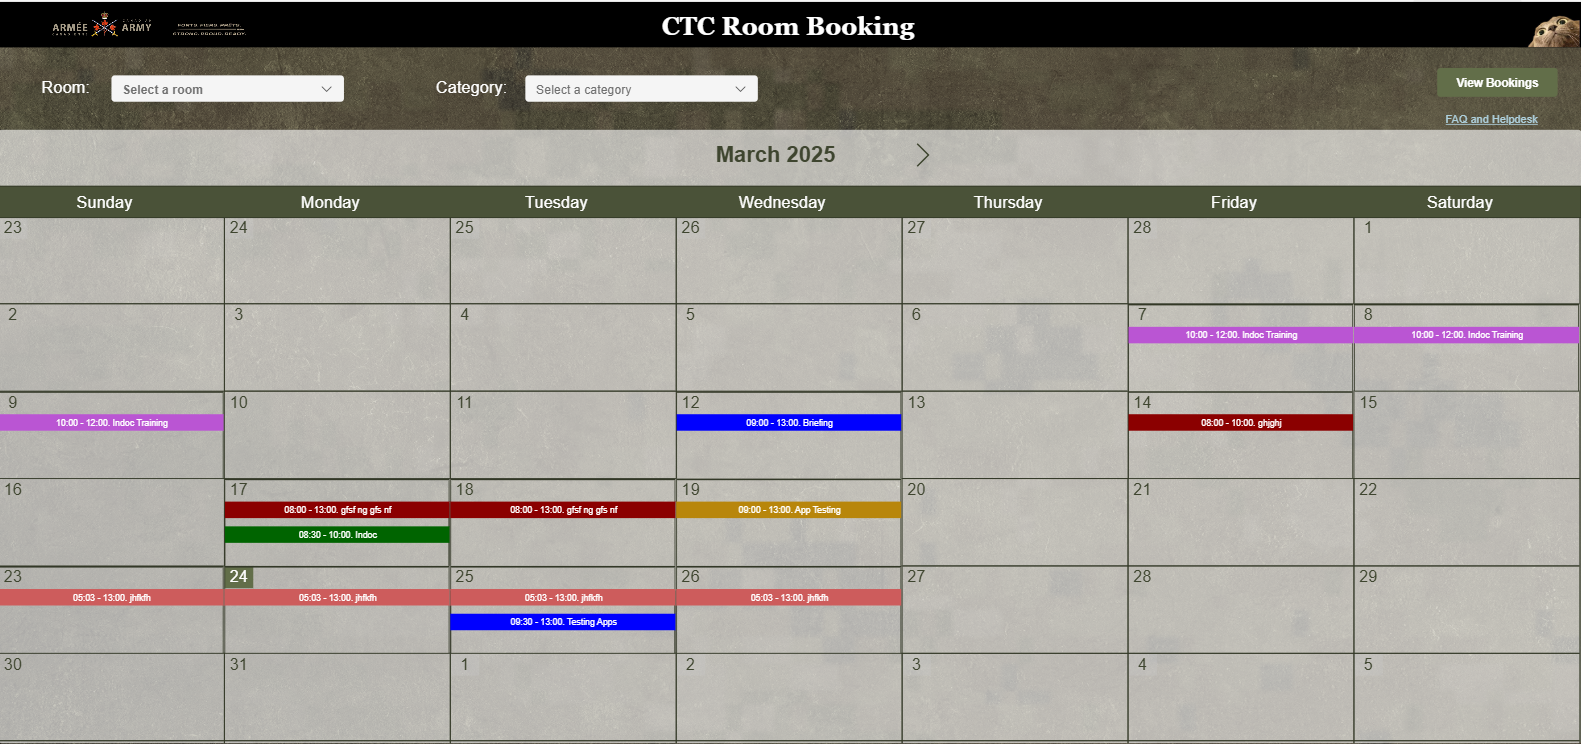 ARMÉE ARMY
FORTS. FIERS. PRÊTS.
STRONG. PROUD. READY.
CTC Room Booking
Room: Select a room Category: Select a category View Bookings
FAQ and Helpdesk
March 2025
Sunday Monday Tuesday Wednesday Thursday Friday Saturday
23 24 25 26 27 28 1
2 3 4 5 6 7 8
10:00 - 12:00. Indoc Training 10:00 - 12:00. Indoc Training
9 10 11 12 13 14 15
10:00 - 12:00. Indoc Training 09:00 - 13:00. Briefing 08:00 - 10:00. ghjghj
16 17 18 19 20 21 22
08:00 - 13:00. gfsf ng gfs nf 08:00 - 13:00. gfsf ng gfs nf 09:00 - 13:00. App Testing
08:30 - 10:00. Indoc
23 24 25 26 27 28 29
05:03 - 13:00. jhfkfh 05:03 - 13:00. jhfkfh 05:03 - 13:00. jhfkfh 05:03 - 13:00. jhfkfh
09:30 - 13:00. Testing Apps
30 31 1 2 3 4 5